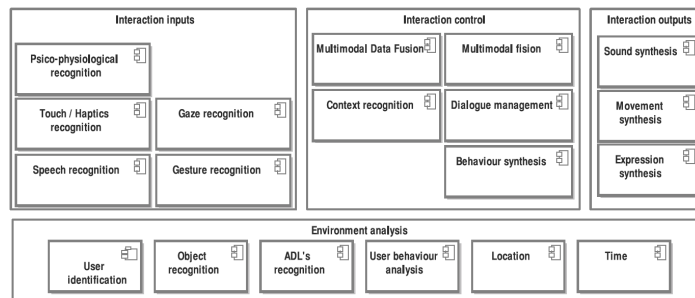 Interaction inputs
Psico-physiological
recognition
Touch / Haptics
recognition
Gaze recognition
Speech recognition
Gesture recognition
Interaction control
Multimodal Data Fusion
Multimodal fision
Context recognition
Dialogue management
Behaviour synthesis
Interaction outputs
Sound synthesis
Movement
synthesis
Expression
synthesis
Environment analysis
User
identification
Object
recognition
ADL's
recognition
User behaviour
analysis
Location
Time